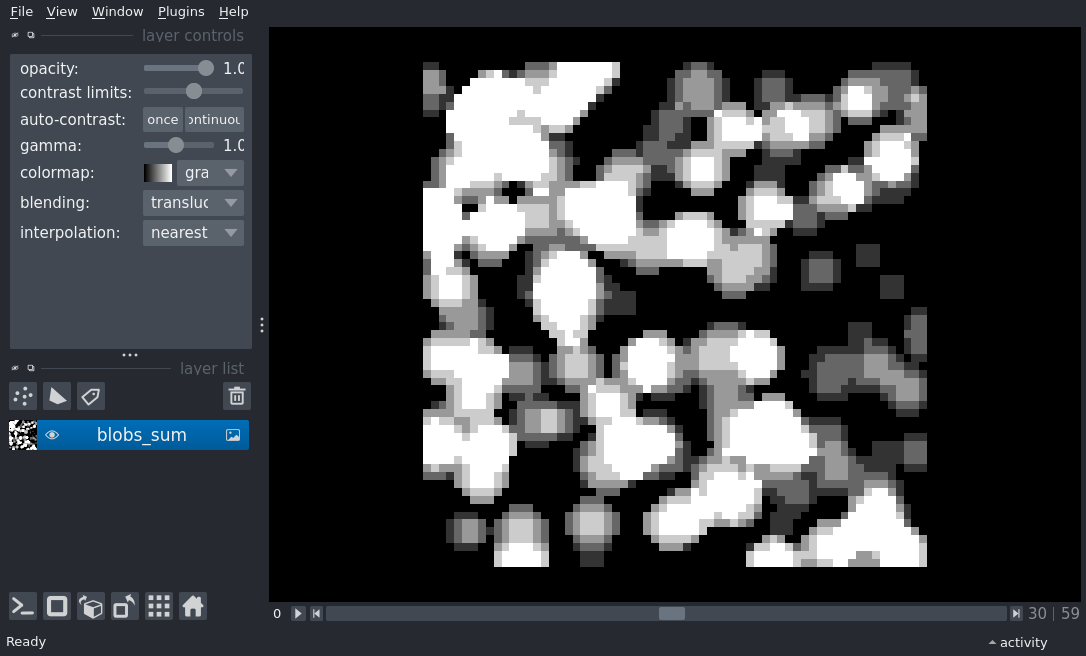 File View Window Plugins Help
layer controls
opacity: 1.0
contrast limits:
auto-contrast: once ontinuou
gamma: 1.0
colormap: gra
blending: transluc
interpolation: nearest
layer list
blobs_sum
0 30 | 59
Ready activity